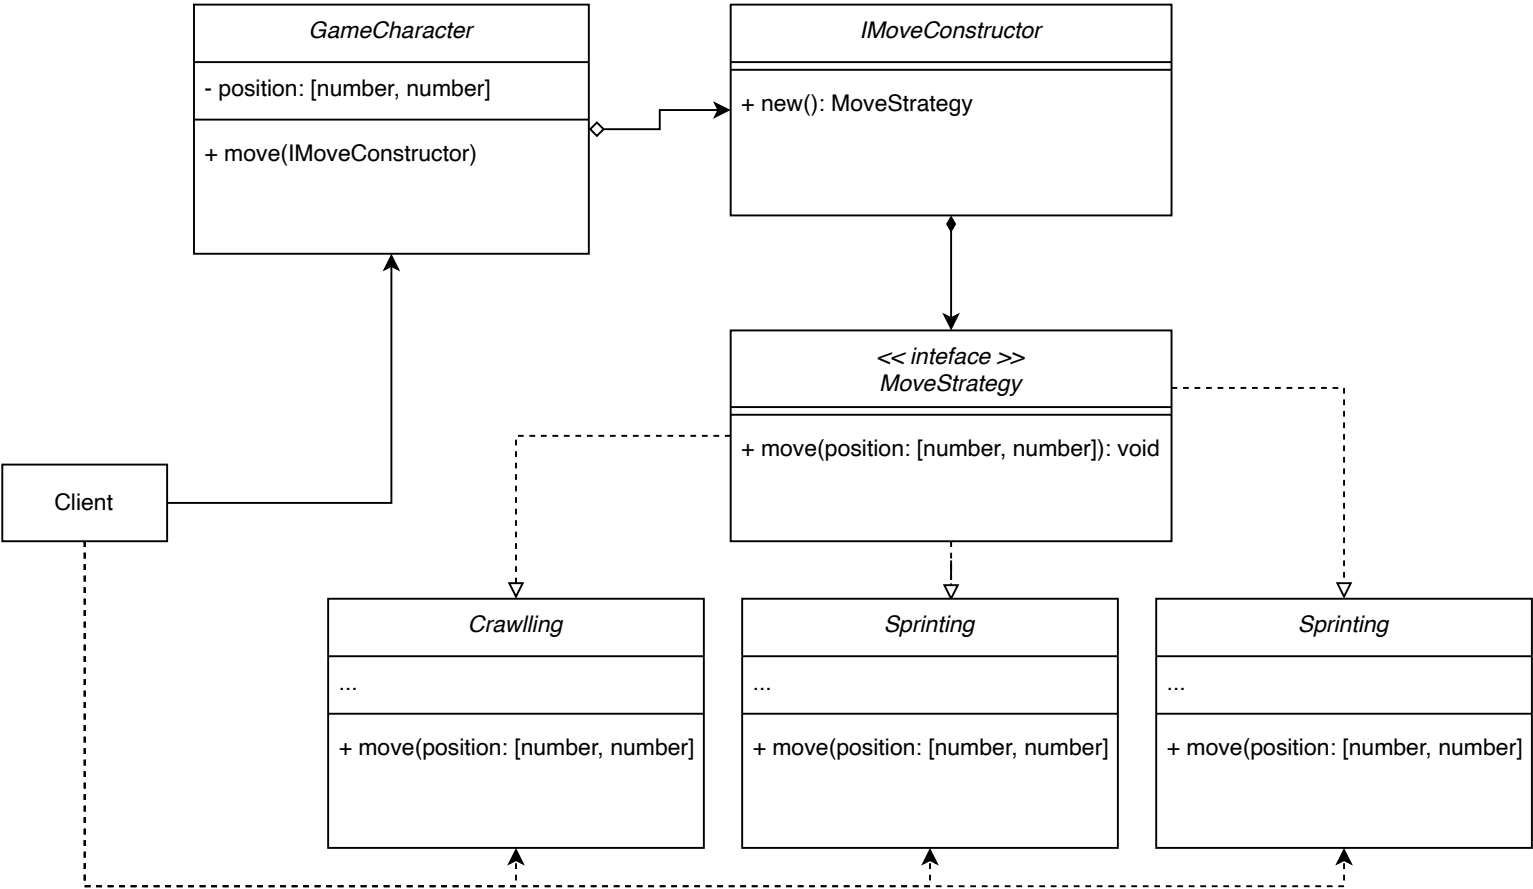 GameCharacter
- position: [number, number]
+ move(IMoveConstructor)
IMoveConstructor
+ new(): MoveStrategy
<< inteface >>
MoveStrategy
+ move(position: [number, number]): void
Client
Crawlling
...
+ move(position: [number, number]
Sprinting
...
+ move(position: [number, number]
Sprinting
...
+ move(position: [number, number]